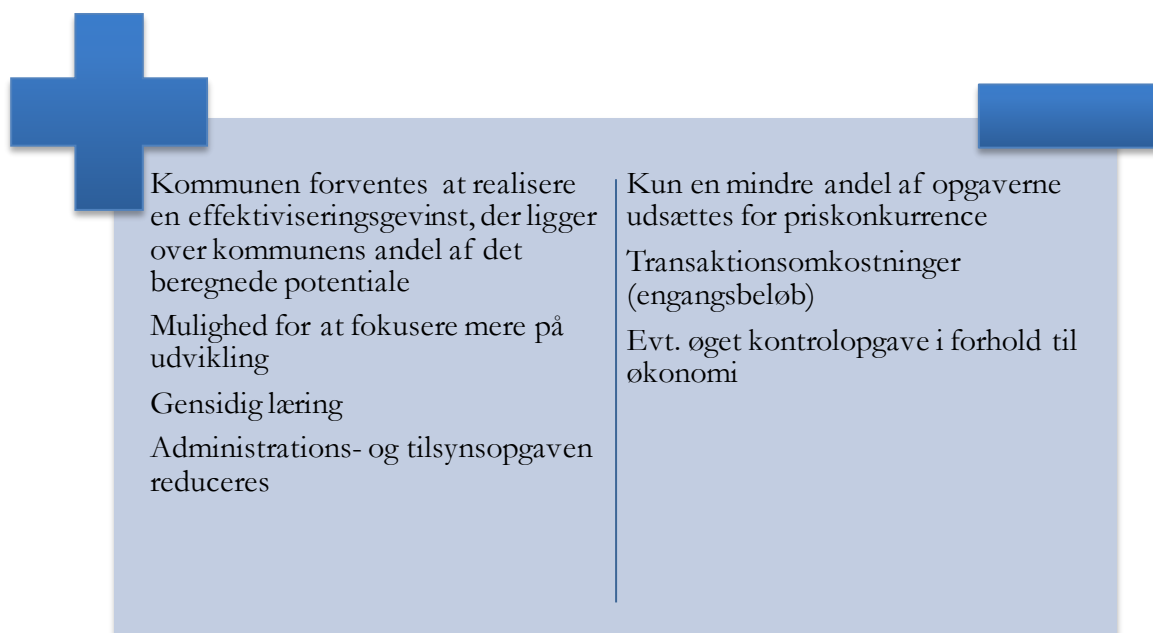 Kommunen forventes at realisere
en effektiviseringsgevinst, der ligger
over kommunens andel af det
beregnede potentiale
Mulighed for at fokusere mere på
udvikling
Gensidig læring
Administrations- og tilsynsopgaven
reduceres
Kun en mindre andel af opgaverne
udsættes for priskonkurrence
Transaktionsomkostninger
(engangsbeløb)
Evt. øget kontrolopgave i forhold til
økonomi